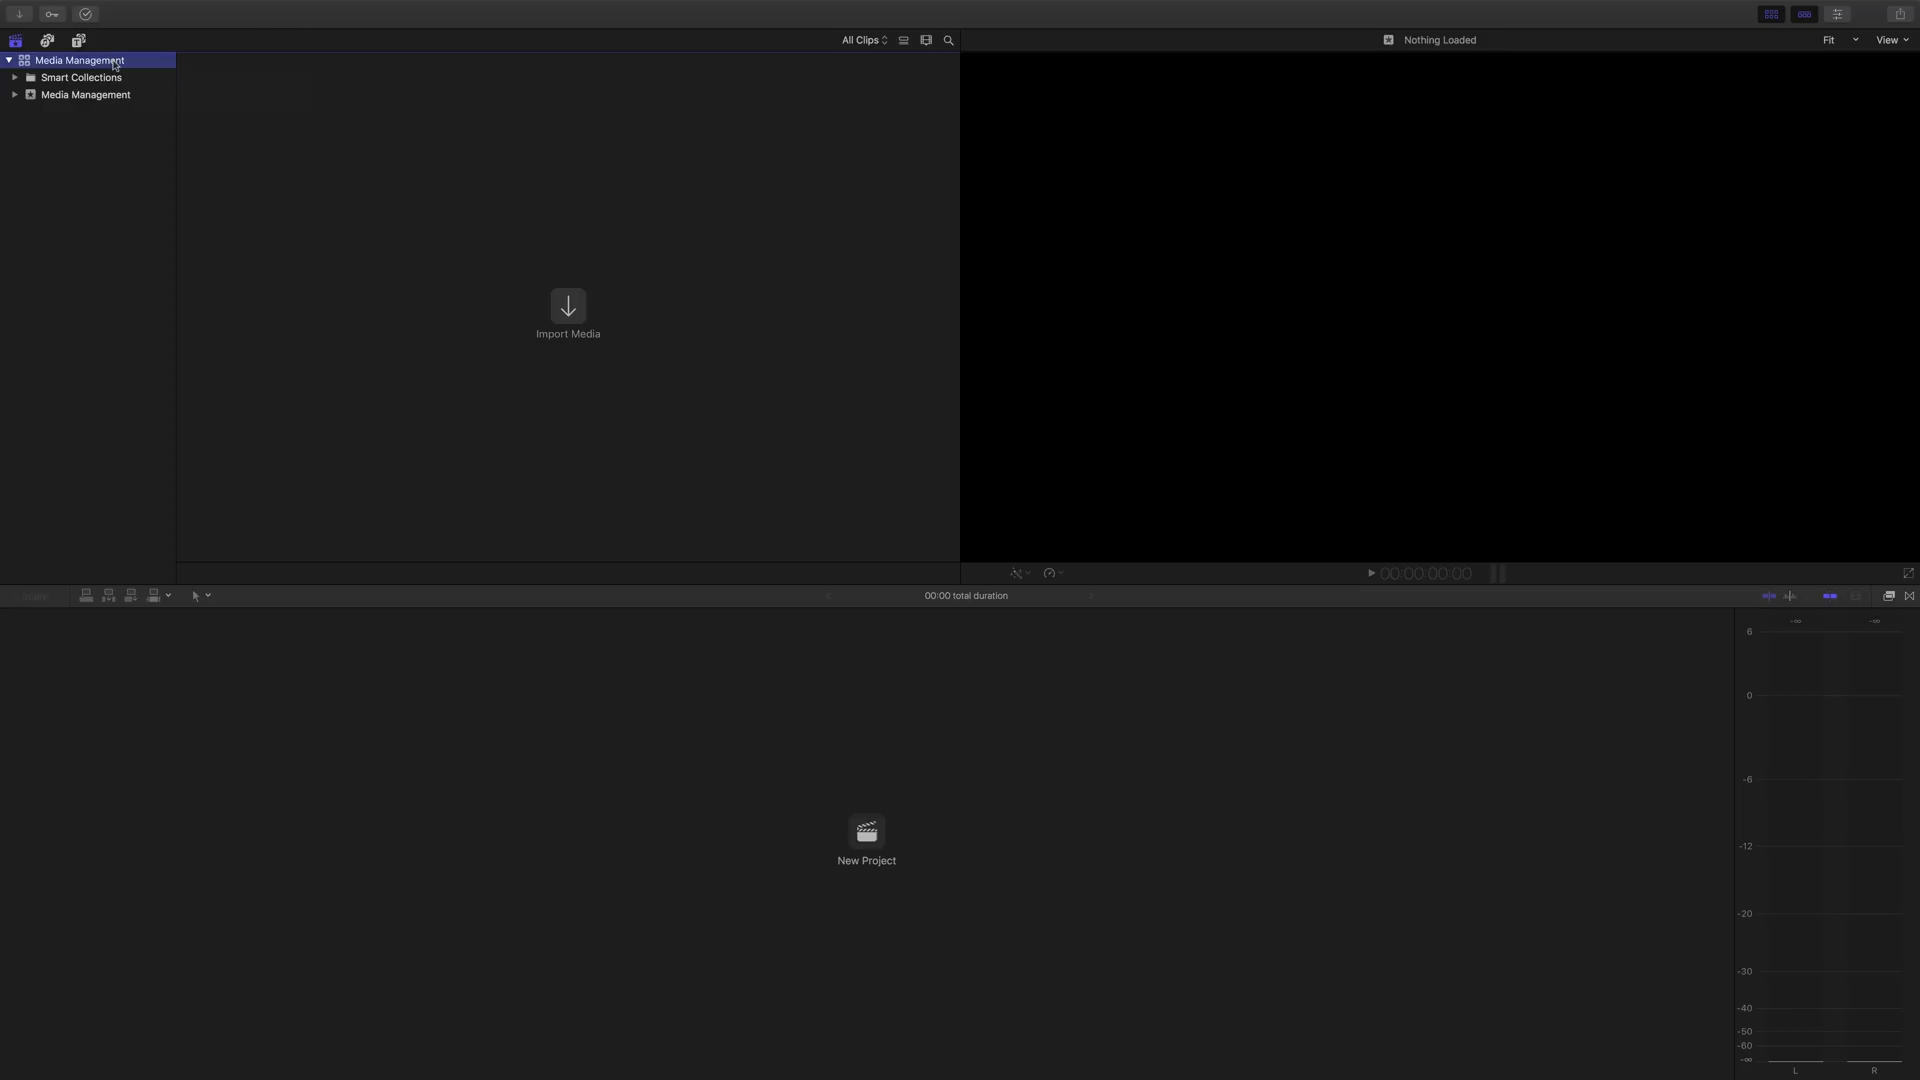 All Clips
Nothing Loaded
Fit
View
Media Management
Smart Collections
Media Management
Import Media
00:00:00:00
Index
00:00 total duration
New Project
-∞ -∞
6
0
-6
-12
-20
-30
-40
-50
-60
-∞
L R